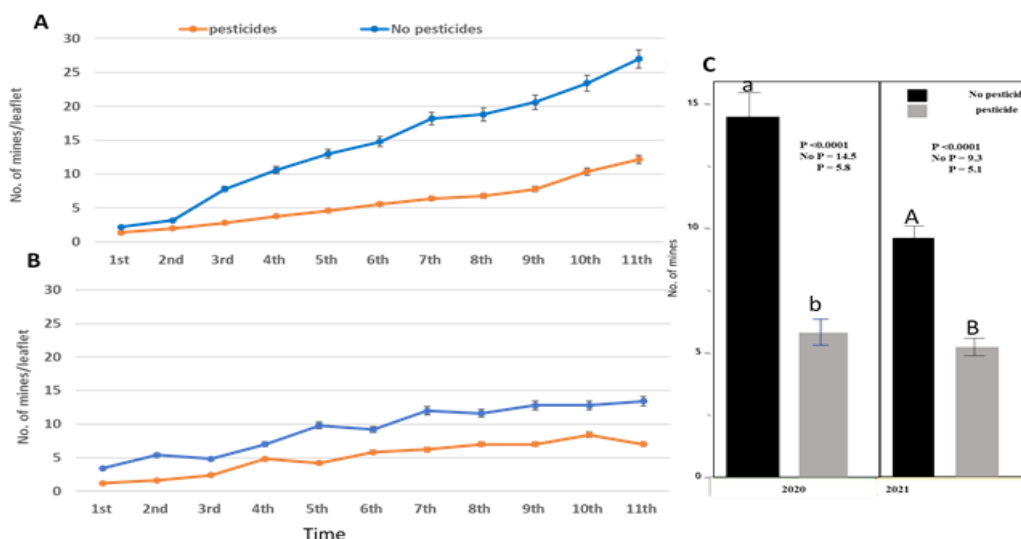 A
pesticides
No pesticides
No. of mines/leaflet
30
25
20
15
10
5
0
1st 2nd 3rd 4th 5th 6th 7th 8th 9th 10th 11th
B
No. of mines/leaflet
30
25
20
15
10
5
0
1st 2nd 3rd 4th 5th 6th 7th 8th 9th 10th 11th
Time
C
No pesticide
pesticide
No. of mines
15
10
5
0
a
b
A
B
P <0.0001
No P = 14.5
P = 5.8
P <0.0001
No P = 9.3
P = 5.1
2020 2021